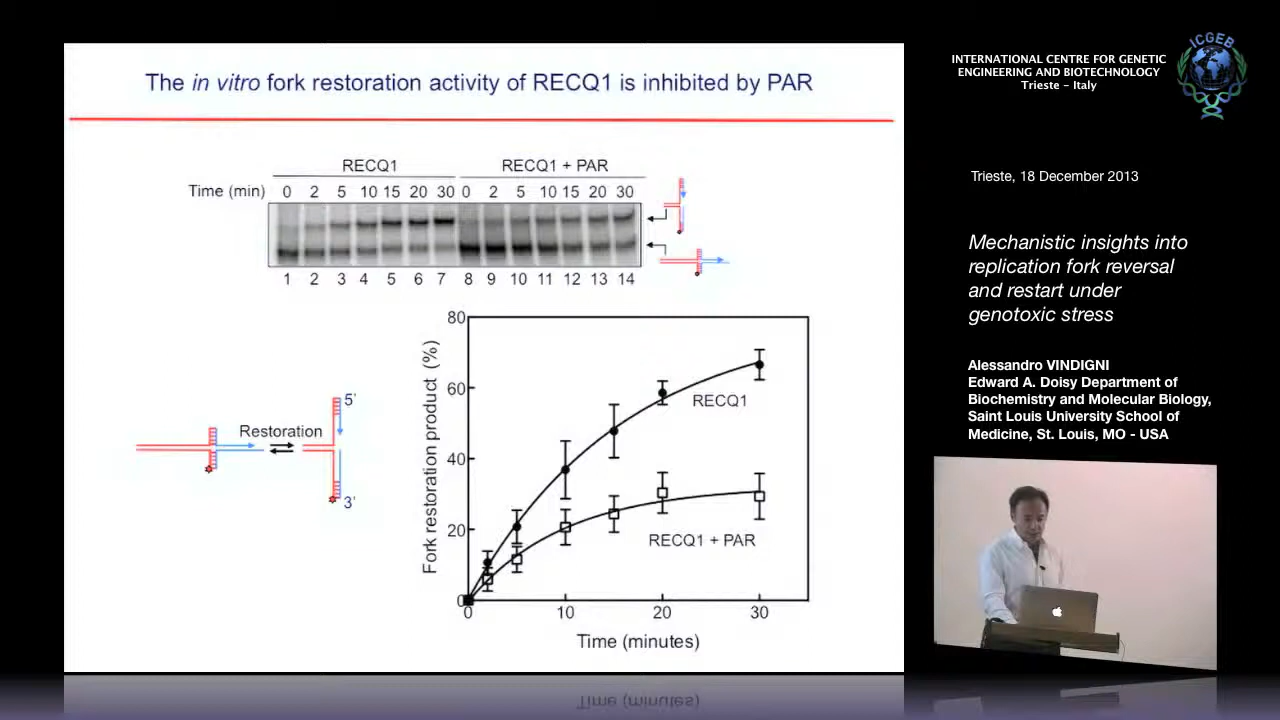 The in vitro fork restoration activity of RECQ1 is inhibited by PAR
RECQ1 RECQ1 + PAR
Time (min) 0 2 5 10 15 20 30 0 2 5 10 15 20 30
1 2 3 4 5 6 7 8 9 10 11 12 13 14
Restoration
5'
3'
Fork restoration product (%)
80
60
40
20
0
RECQ1
RECQ1 + PAR
0 10 20 30
Time (minutes)
INTERNATIONAL CENTRE FOR GENETIC
ENGINEERING AND BIOTECHNOLOGY
Trieste - Italy
ICGEB
Trieste, 18 December 2013
Mechanistic insights into
replication fork reversal
and restart under
genotoxic stress
Alessandro VINDIGNI
Edward A. Doisy Department of
Biochemistry and Molecular Biology,
Saint Louis University School of
Medicine, St. Louis, MO - USA
Time (minutes)